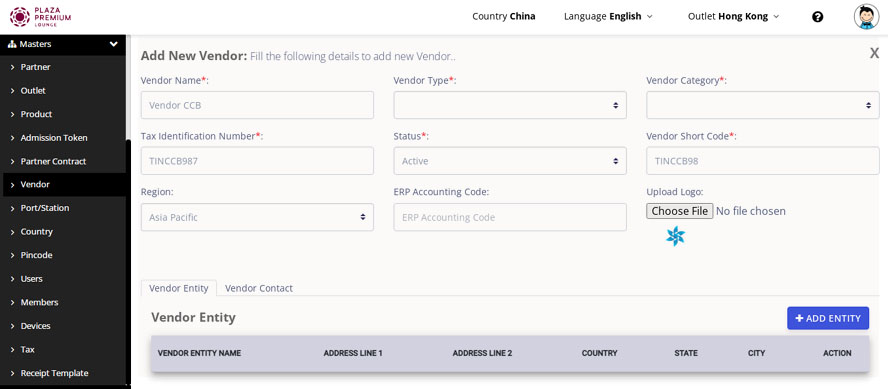 PLAZA
PREMIUM
LOUNGE
Country China
Language English
Outlet Hong Kong
Masters
Partner
Outlet
Product
Admission Token
Partner Contract
Vendor
Port/Station
Country
Pincode
Users
Members
Devices
Tax
Receipt Template
Add New Vendor: Fill the following details to add new Vendor..
X
Vendor Name*:
Vendor Type*:
Vendor Category*:
Vendor CCB
Tax Identification Number*:
Status*:
Vendor Short Code*:
TINCCB987
Active
TINCCB98
Region:
ERP Accounting Code:
Upload Logo:
Asia Pacific
ERP Accounting Code
Choose File No file chosen
Vendor Entity
Vendor Contact
Vendor Entity
+ ADD ENTITY
VENDOR ENTITY NAME
ADDRESS LINE 1
ADDRESS LINE 2
COUNTRY
STATE
CITY
ACTION